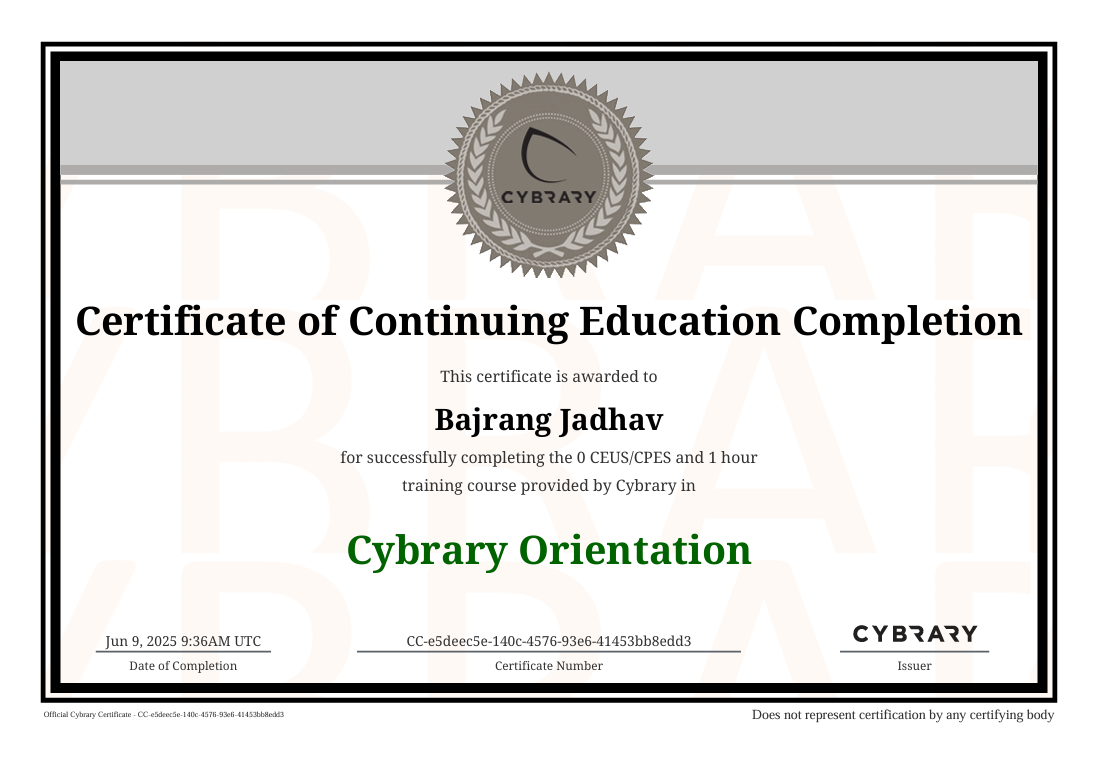 CYBRARY
Certificate of Continuing Education Completion
This certificate is awarded to
Bajrang Jadhav
for successfully completing the 0 CEUS/CPES and 1 hour
training course provided by Cybrary in
Cybrary Orientation
Jun 9, 2025 9:36AM UTC
Date of Completion
CC-e5deec5e-140c-4576-93e6-41453bb8edd3
Certificate Number
CYBRARY
Issuer
Official Cybrary Certificate - CC-e5deec5e-140c-4576-93e6-41453bb8edd3
Does not represent certification by any certifying body